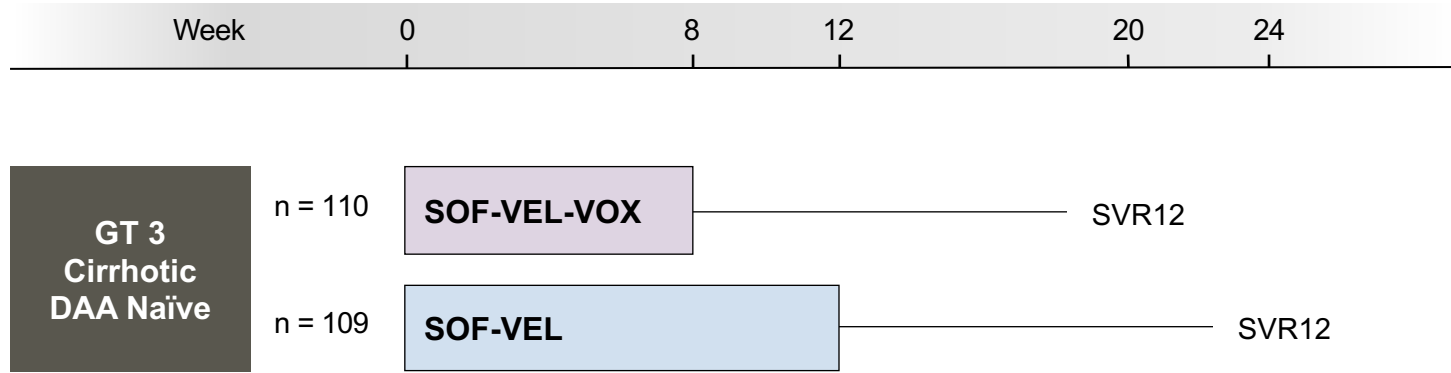 Week 0 8 12 20 24
GT 3
Cirrhotic
DAA Naïve
n = 110 SOF-VEL-VOX SVR12
n = 109 SOF-VEL SVR12